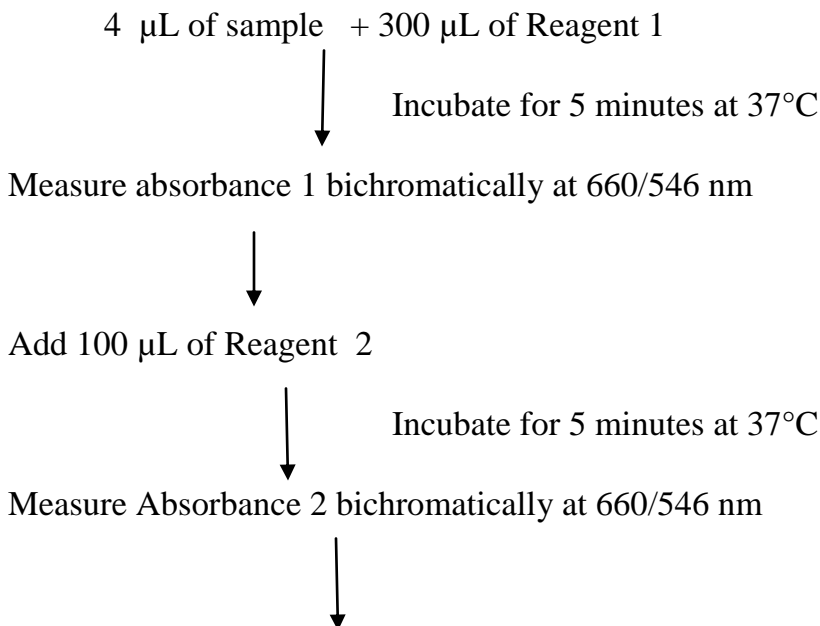 4 µL of sample + 300 µL of Reagent 1
Incubate for 5 minutes at 37°C
Measure absorbance 1 bichromatically at 660/546 nm
Add 100 µL of Reagent 2
Incubate for 5 minutes at 37°C
Measure Absorbance 2 bichromatically at 660/546 nm